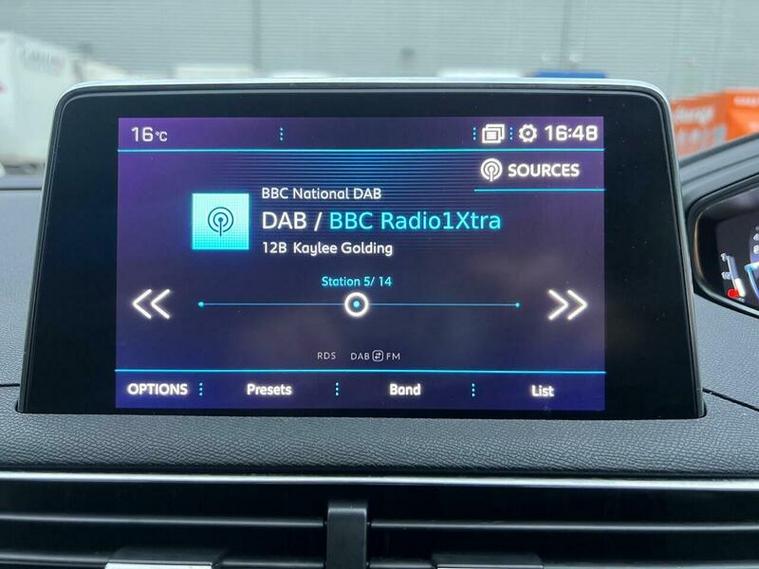 16°C
16:48
SOURCES
BBC National DAB
DAB / BBC Radio1Xtra
12B Kaylee Golding
Station 5/ 14
RDS DAB FM
OPTIONS Presets Band List